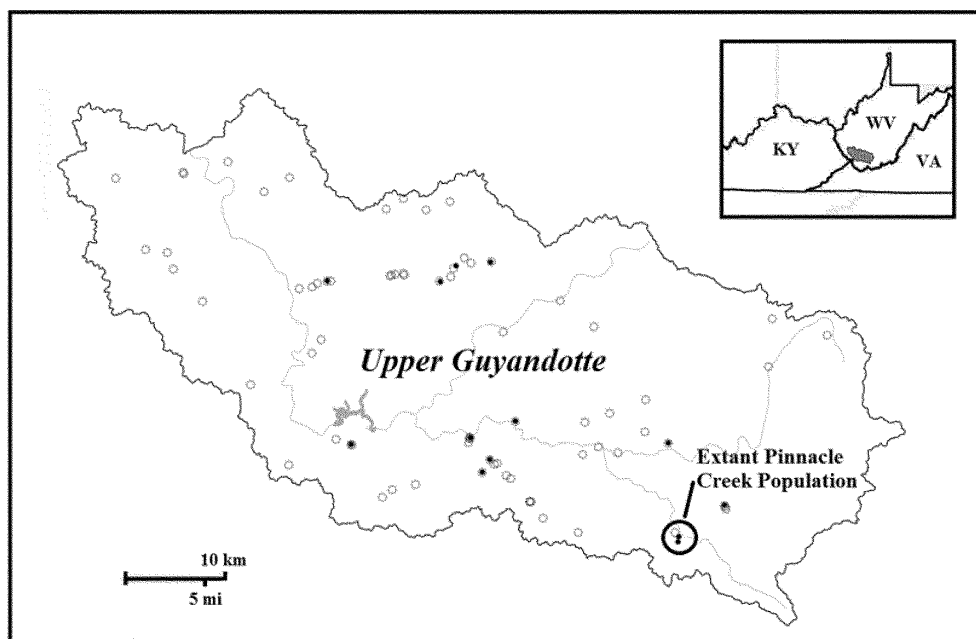 WV
KY
VA
Upper Guyandotte
Extant Pinnacle
Creek Population
10 km
5 mi